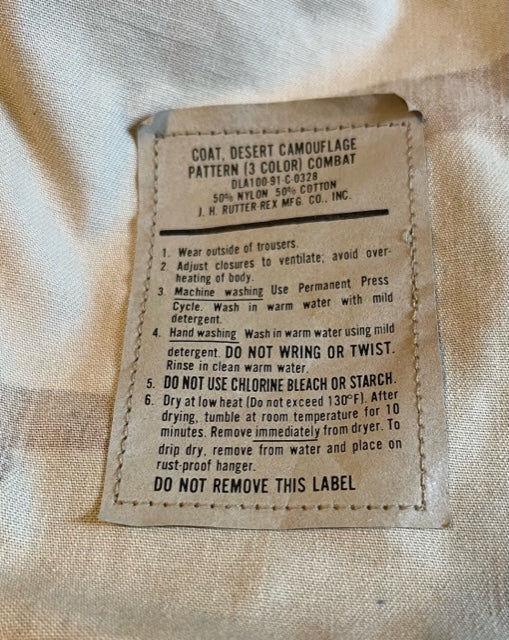 COAT, DESERT CAMOUFLAGE
PATTERN (3 COLOR) COMBAT
DLA100-91-C-0328
50% NYLON 50% COTTON
J. H. RUTTER-REX MFG. CO., INC.
1. Wear outside of trousers.
2. Adjust closures to ventilate; avoid over-
heating of body.
3. Machine washing Use Permanent Press
Cycle. Wash in warm water with mild
detergent.
4. Hand washing Wash in warm water using mild
detergent. DO NOT WRING OR TWIST.
Rinse in clean warm water.
5. DO NOT USE CHLORINE BLEACH OR STARCH.
6. Dry at low heat (Do not exceed 130°F). After
drying, tumble at room temperature for 10
minutes. Remove immediately from dryer. To
drip dry, remove from water and place on
rust-proof hanger.
DO NOT REMOVE THIS LABEL